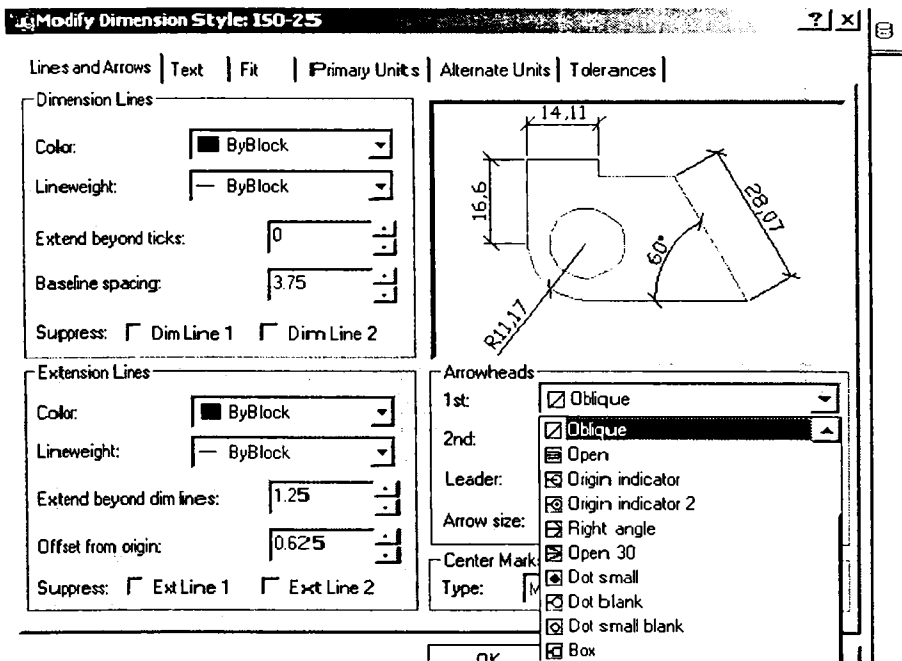 Modify Dimension Style: ISO-25
Lines and Arrows Text Fit Primary Units Alternate Units Tolerances
Dimension Lines
Color: ByBlock
Lineweight: ByBlock
Extend beyond ticks: 0
Baseline spacing: 3.75
Suppress: Dim Line 1 Dim Line 2
14,11
16,6
28,07
60°
R11,17
Extension Lines
Color: ByBlock
Lineweight: ByBlock
Extend beyond dim lines: 1.25
Offset from origin: 0.625
Suppress: Ext Line 1 Ext Line 2
Arrowheads
1st: Oblique
2nd:
Leader:
Arrow size:
Oblique
Open
Origin indicator
Origin indicator 2
Right angle
Open 30
Dot small
Dot blank
Dot small blank
Box
Center Mark
Type: M
OK